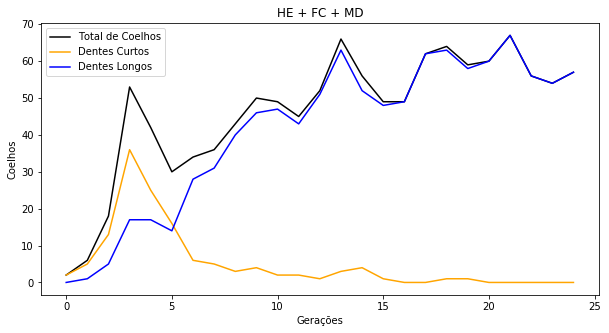 HE + FC + MD
Total de Coelhos
Dentes Curtos
Dentes Longos
70
60
50
40
30
20
10
0
Coelhos
0 5 10 15 20 25
Gerações